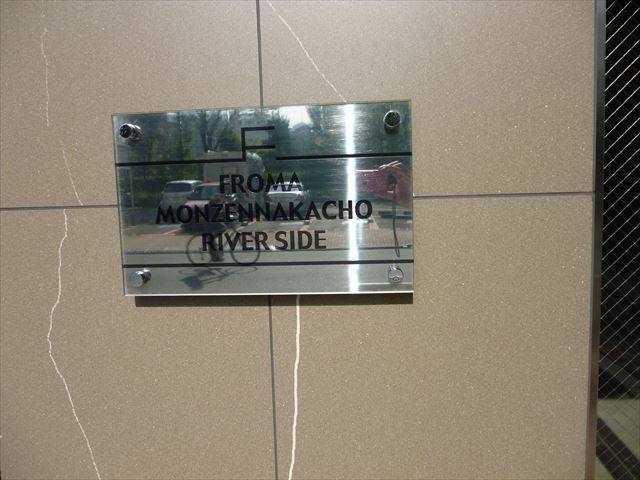 FROMA
MONZENNAKACHO
RIVER SIDE